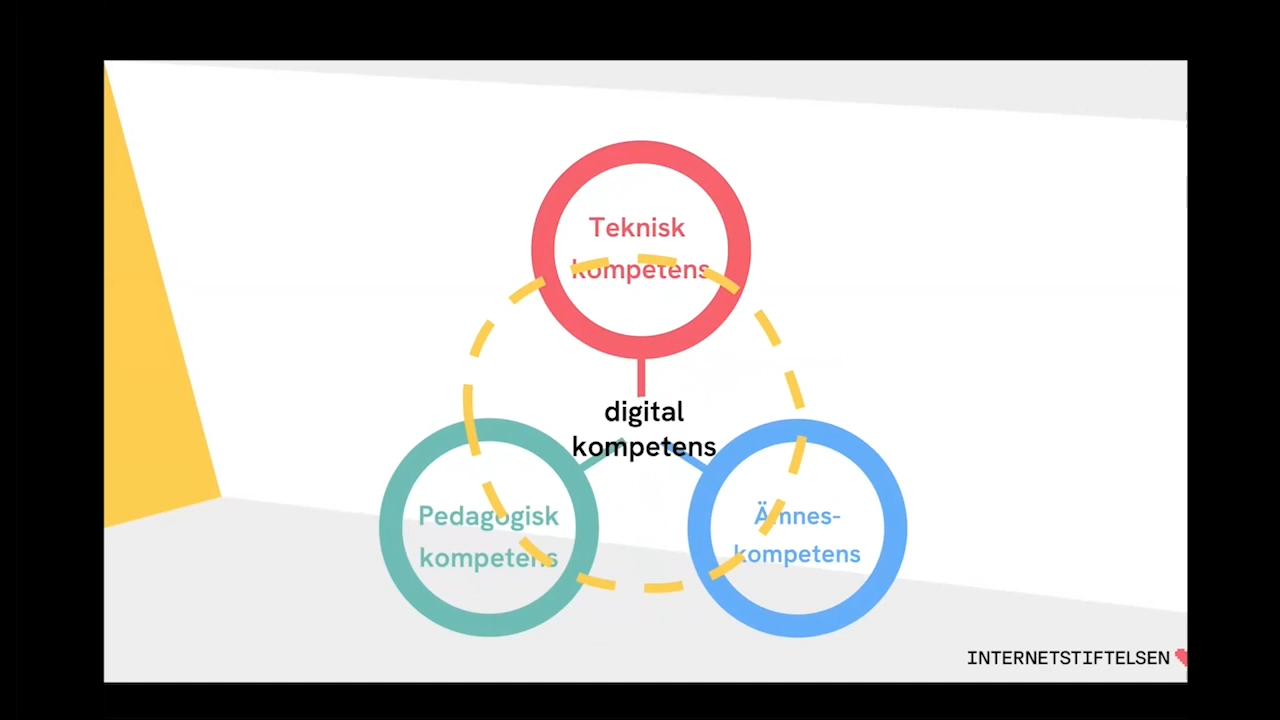 Teknisk
kompetens
digital
kompetens
Pedagogisk
kompetens
Ämnes-
kompetens
INTERNETSTIFTELSEN